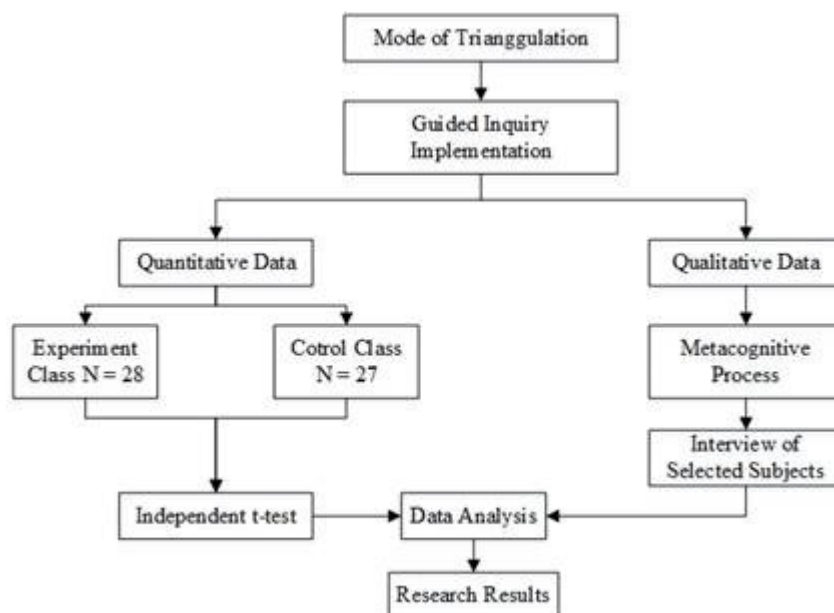 Mode of Trianggulation
Guided Inquiry
Implementation
Quantitative Data
Qualitative Data
Experiment
Class N = 28
Cotrol Class
N = 27
Metacognitive
Process
Interview of
Selected Subjects
Independent t-test
Data Analysis
Research Results